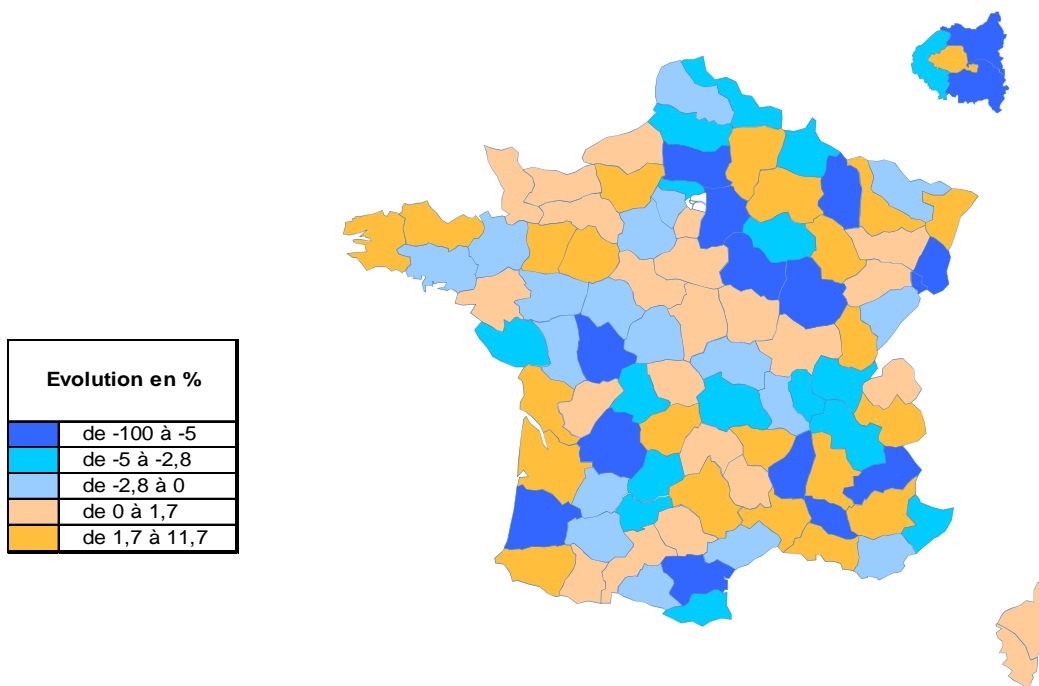 Evolution en %
de -100 à -5
de -5 à -2,8
de -2,8 à 0
de 0 à 1,7
de 1,7 à 11,7